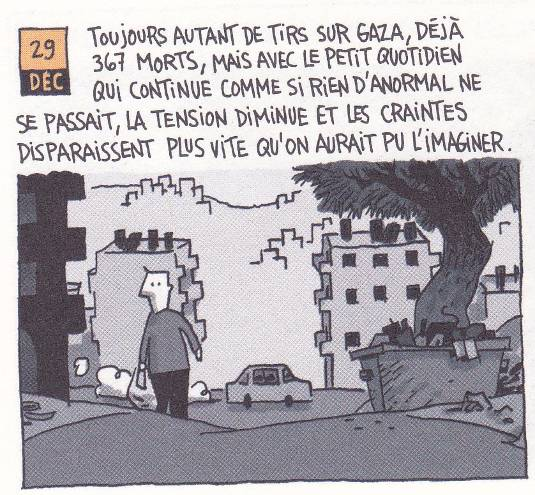 29
DÉC
TOUJOURS AUTANT DE TIRS SUR GAZA, DÉJÀ
367 MORTS, MAIS AVEC LE PETIT QUOTIDIEN
QUI CONTINUE COMME SI RIEN D'ANORMAL NE
SE PASSAIT, LA TENSION DIMINUE ET LES CRAINTES
DISPARAISSENT PLUS VITE QU'ON AURAIT PU L'IMAGINER.